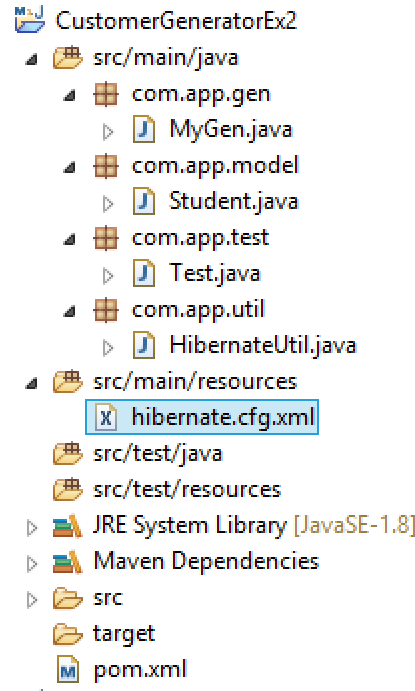 CustomerGeneratorEx2
src/main/java
com.app.gen
MyGen.java
com.app.model
Student.java
com.app.test
Test.java
com.app.util
HibernateUtil.java
src/main/resources
hibernate.cfg.xml
src/test/java
src/test/resources
JRE System Library [JavaSE-1.8]
Maven Dependencies
src
target
pom.xml